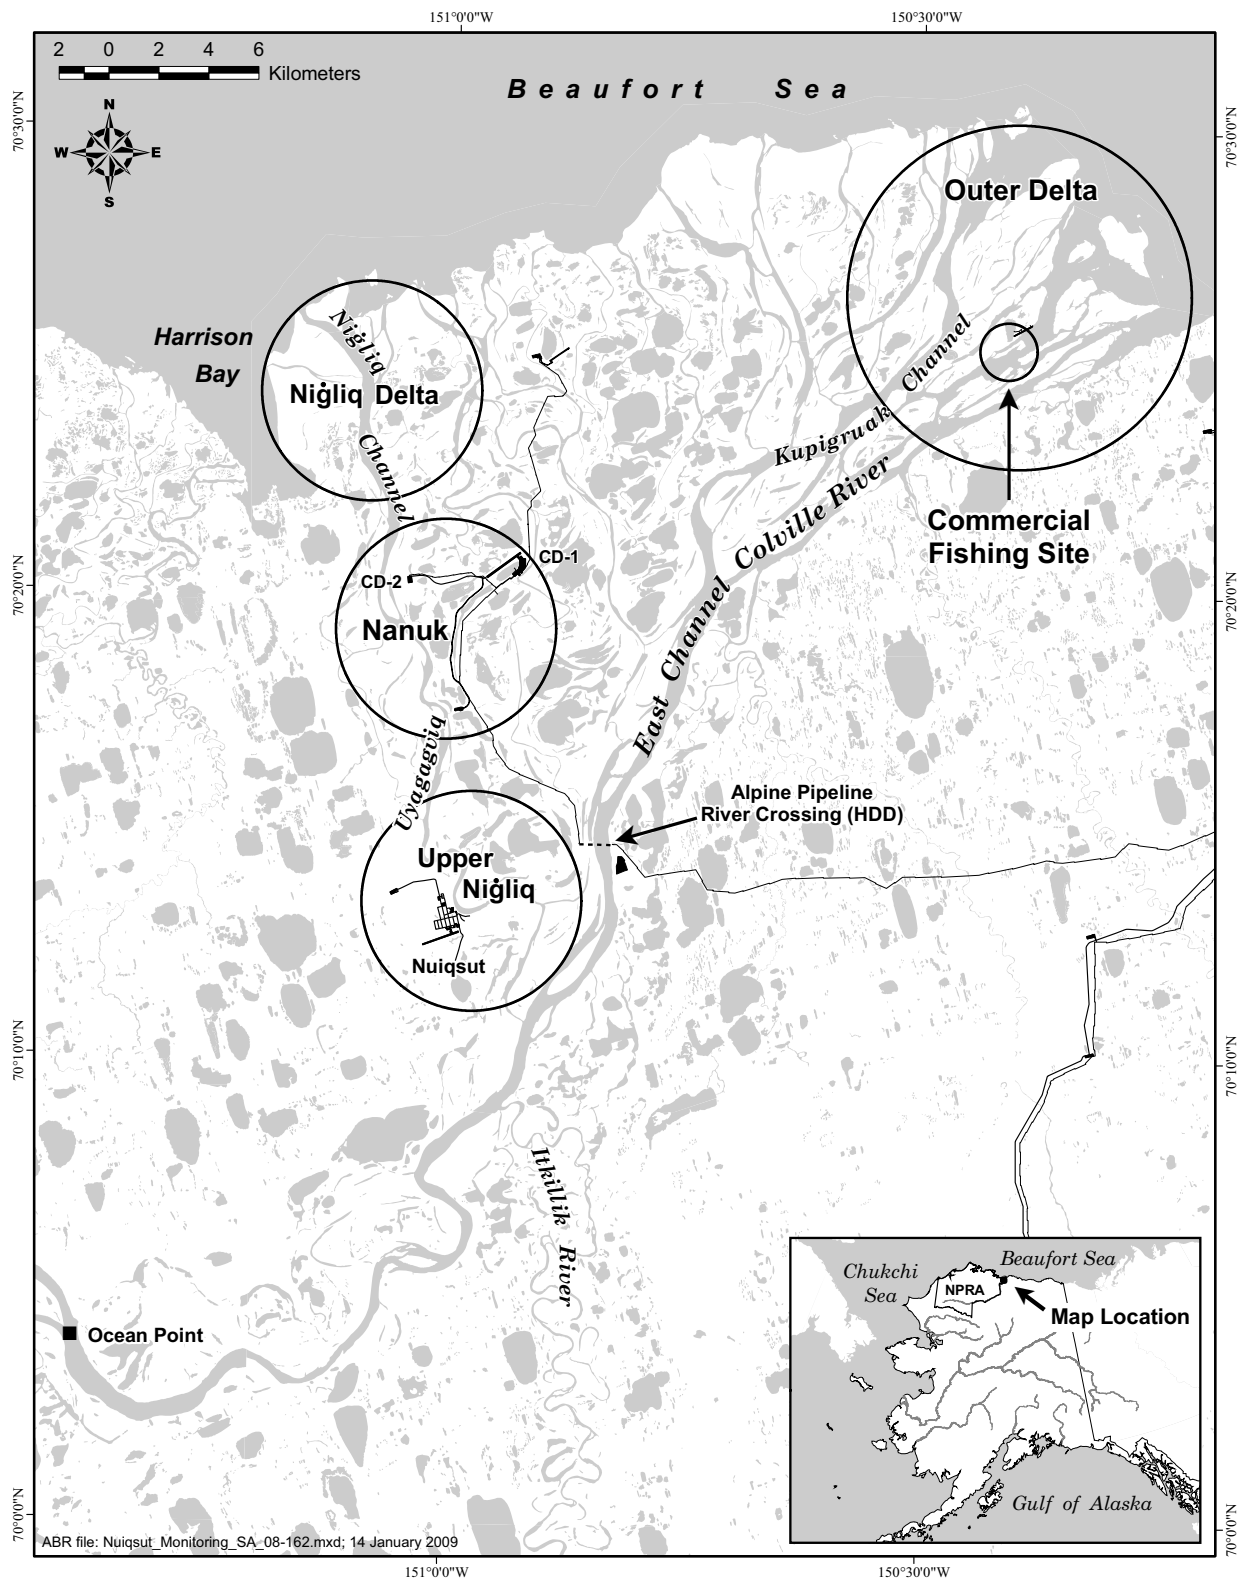 151°0'0"W
150°30'0"W
2 0 2 4 6
Kilometers
Beaufort Sea
N
W E
S
70°30'0"N
70°30'0"N
Outer Delta
Harrison
Bay
Niġliq
Channel
Niġliq Delta
Kupigruak Channel
Commercial
Fishing Site
East Channel Colville River
CD-1
CD-2
70°20'0"N
70°20'0"N
Nanuk
Uyagagviq
Alpine Pipeline
River Crossing (HDD)
Upper
Niġliq
Nuiqsut
70°10'0"N
70°10'0"N
Itkillik River
Ocean Point
Chukchi
Sea
Beaufort Sea
NPRA
Map Location
Gulf of Alaska
70°0'0"N
70°0'0"N
ABR file: Nuiqsut_Monitoring_SA_08-162.mxd; 14 January 2009
151°0'0"W
150°30'0"W